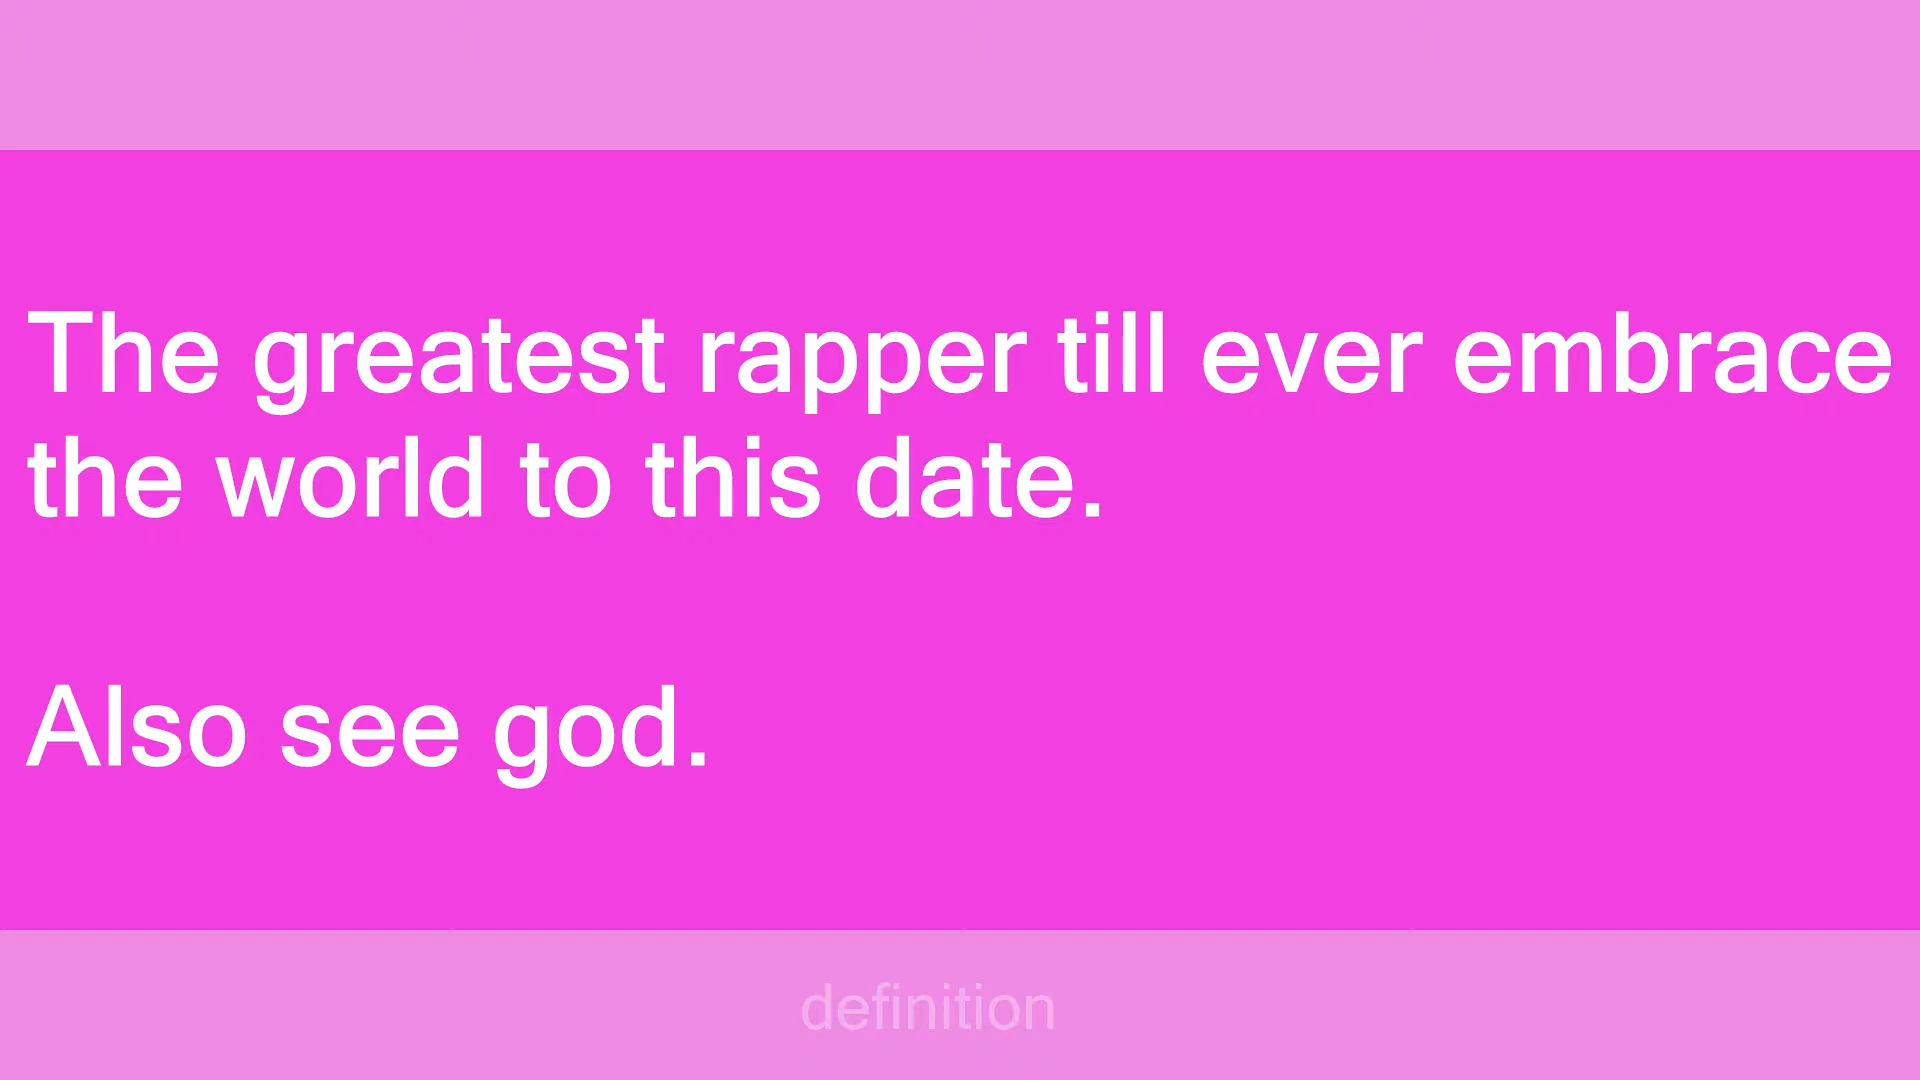 The greatest rapper till ever embrace
the world to this date.
Also see god.
definition